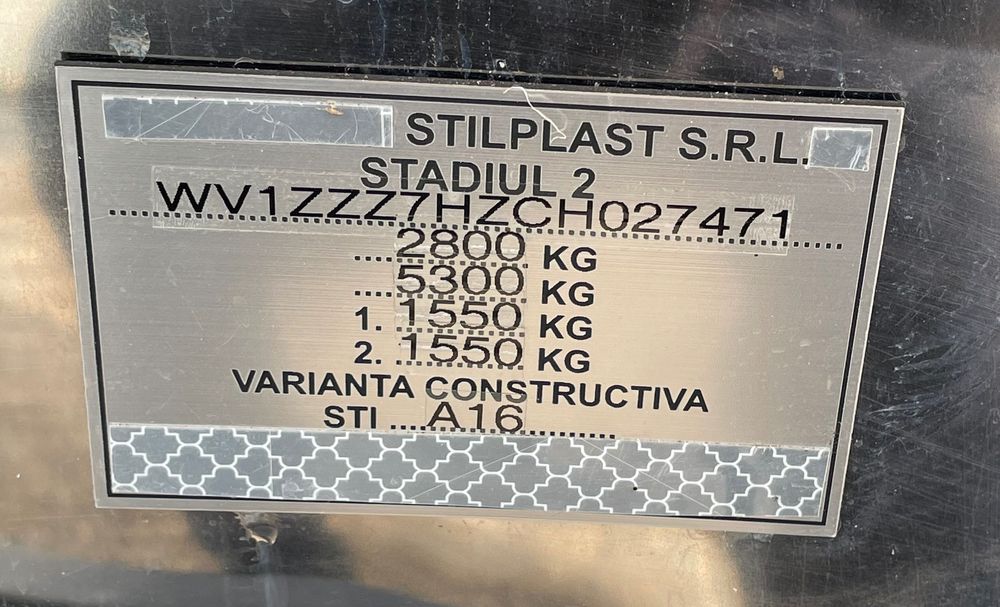 STILPLAST S.R.L.
STADIUL 2
WV1ZZZ7HZCH027471
...2800 KG
...5300 KG
1. 1550 KG
2. 1550 KG
VARIANTA CONSTRUCTIVA
STI ....A16...............